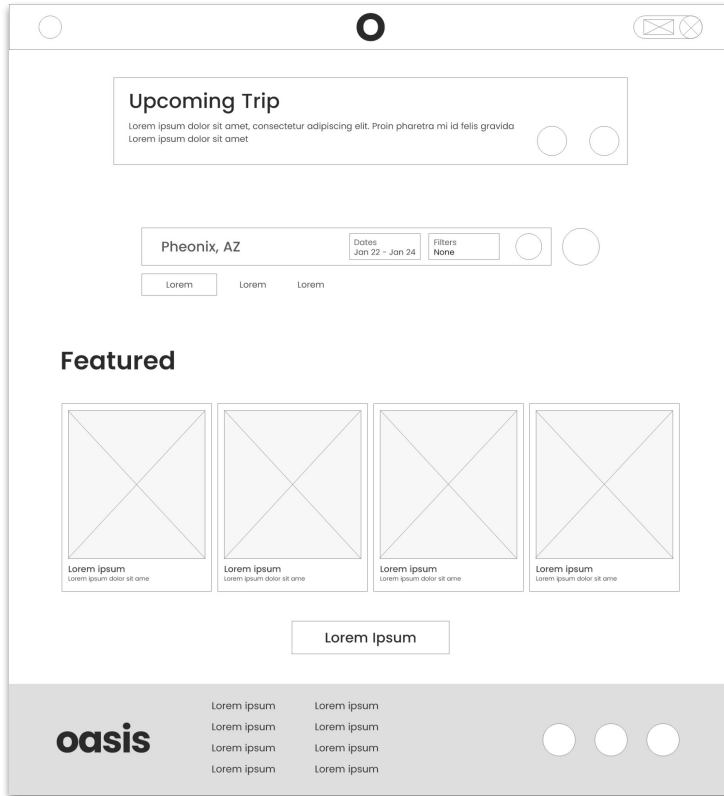 O
Upcoming Trip
Lorem ipsum dolor sit amet, consectetur adipiscing elit. Proin pharetra mi id felis gravida
Lorem ipsum dolor sit amet
Pheonix, AZ
Dates
Jan 22 - Jan 24
Filters
None
Lorem Lorem Lorem
Featured
Lorem ipsum
Lorem ipsum dolor sit ame
Lorem ipsum
Lorem ipsum dolor sit ame
Lorem ipsum
Lorem ipsum dolor sit ame
Lorem ipsum
Lorem ipsum dolor sit ame
Lorem Ipsum
oasis
Lorem ipsum
Lorem ipsum
Lorem ipsum
Lorem ipsum
Lorem ipsum
Lorem ipsum
Lorem ipsum
Lorem ipsum